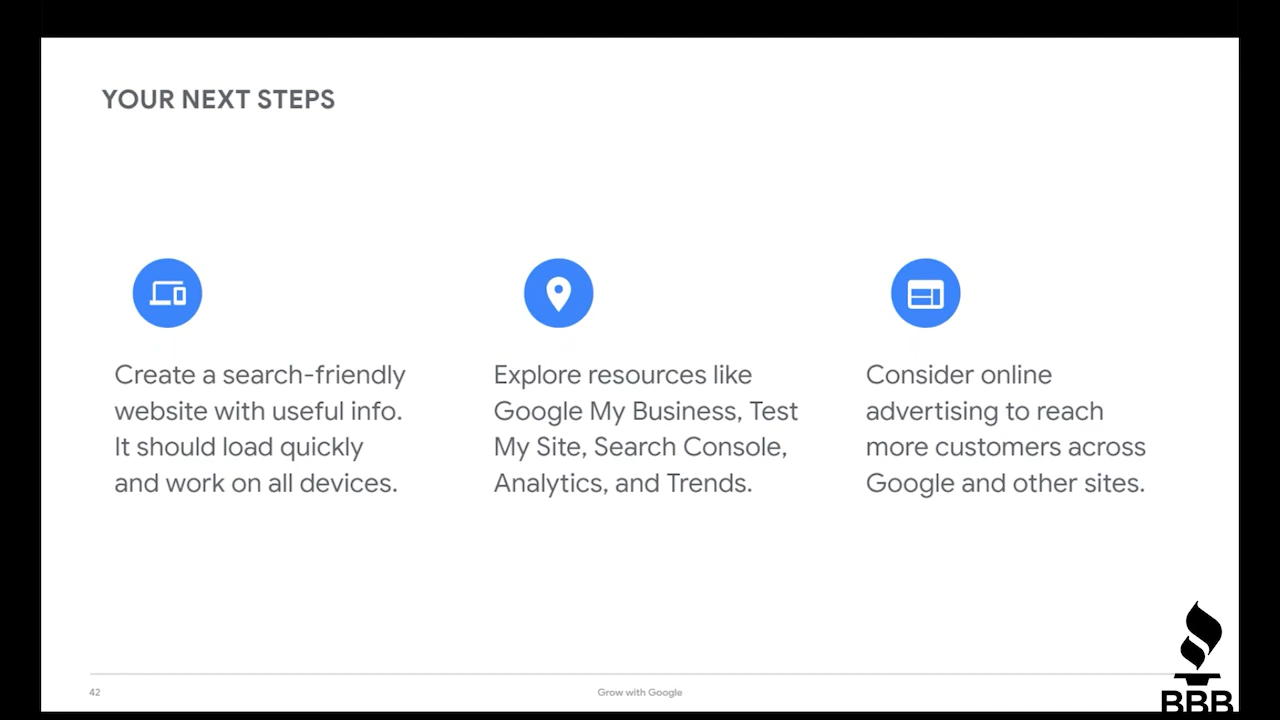 YOUR NEXT STEPS
Create a search-friendly
website with useful info.
It should load quickly
and work on all devices.
Explore resources like
Google My Business, Test
My Site, Search Console,
Analytics, and Trends.
Consider online
advertising to reach
more customers across
Google and other sites.
42
Grow with Google
BBB